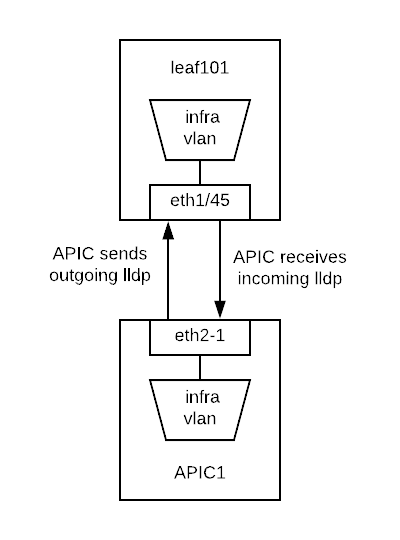 leaf101
infra
vlan
eth1/45
APIC sends
outgoing lldp
APIC receives
incoming lldp
eth2-1
infra
vlan
APIC1